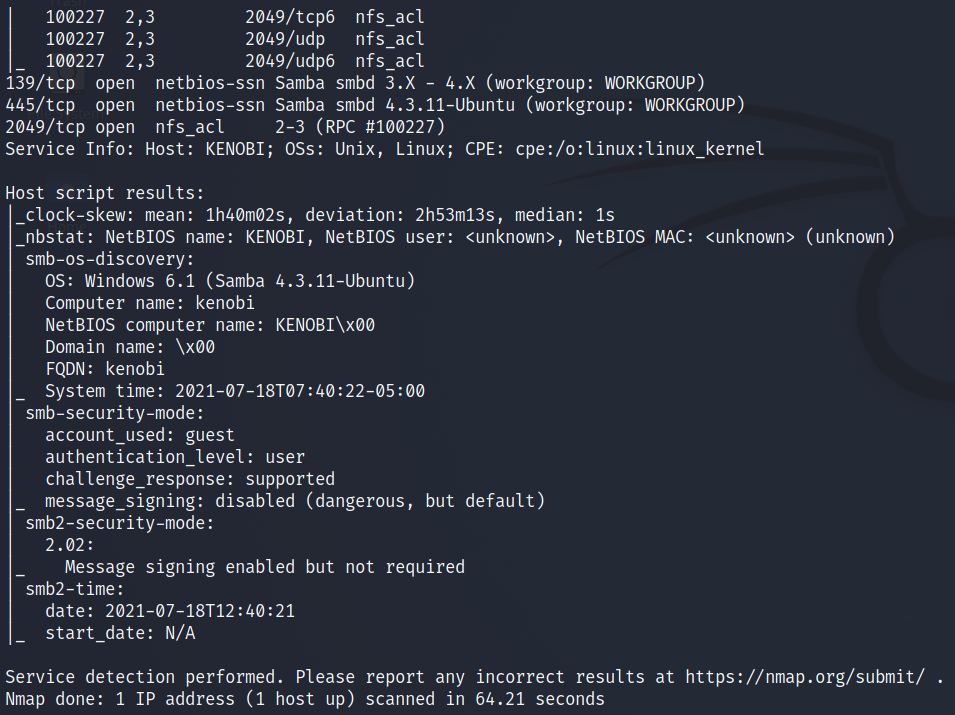 |   100227  2,3         2049/tcp6  nfs_acl
|   100227  2,3         2049/udp   nfs_acl
|_  100227  2,3         2049/udp6  nfs_acl
139/tcp  open  netbios-ssn Samba smbd 3.X - 4.X (workgroup: WORKGROUP)
445/tcp  open  netbios-ssn Samba smbd 4.3.11-Ubuntu (workgroup: WORKGROUP)
2049/tcp open  nfs_acl     2-3 (RPC #100227)
Service Info: Host: KENOBI; OSs: Unix, Linux; CPE: cpe:/o:linux:linux_kernel

Host script results:
|_clock-skew: mean: 1h40m02s, deviation: 2h53m13s, median: 1s
|_nbstat: NetBIOS name: KENOBI, NetBIOS user: <unknown>, NetBIOS MAC: <unknown> (unknown)
| smb-os-discovery:
|   OS: Windows 6.1 (Samba 4.3.11-Ubuntu)
|   Computer name: kenobi
|   NetBIOS computer name: KENOBI\x00
|   Domain name: \x00
|   FQDN: kenobi
|_  System time: 2021-07-18T07:40:22-05:00
| smb-security-mode:
|   account_used: guest
|   authentication_level: user
|   challenge_response: supported
|_  message_signing: disabled (dangerous, but default)
| smb2-security-mode:
|   2.02:
|_    Message signing enabled but not required
| smb2-time:
|   date: 2021-07-18T12:40:21
|_  start_date: N/A

Service detection performed. Please report any incorrect results at https://nmap.org/submit/ .
Nmap done: 1 IP address (1 host up) scanned in 64.21 seconds